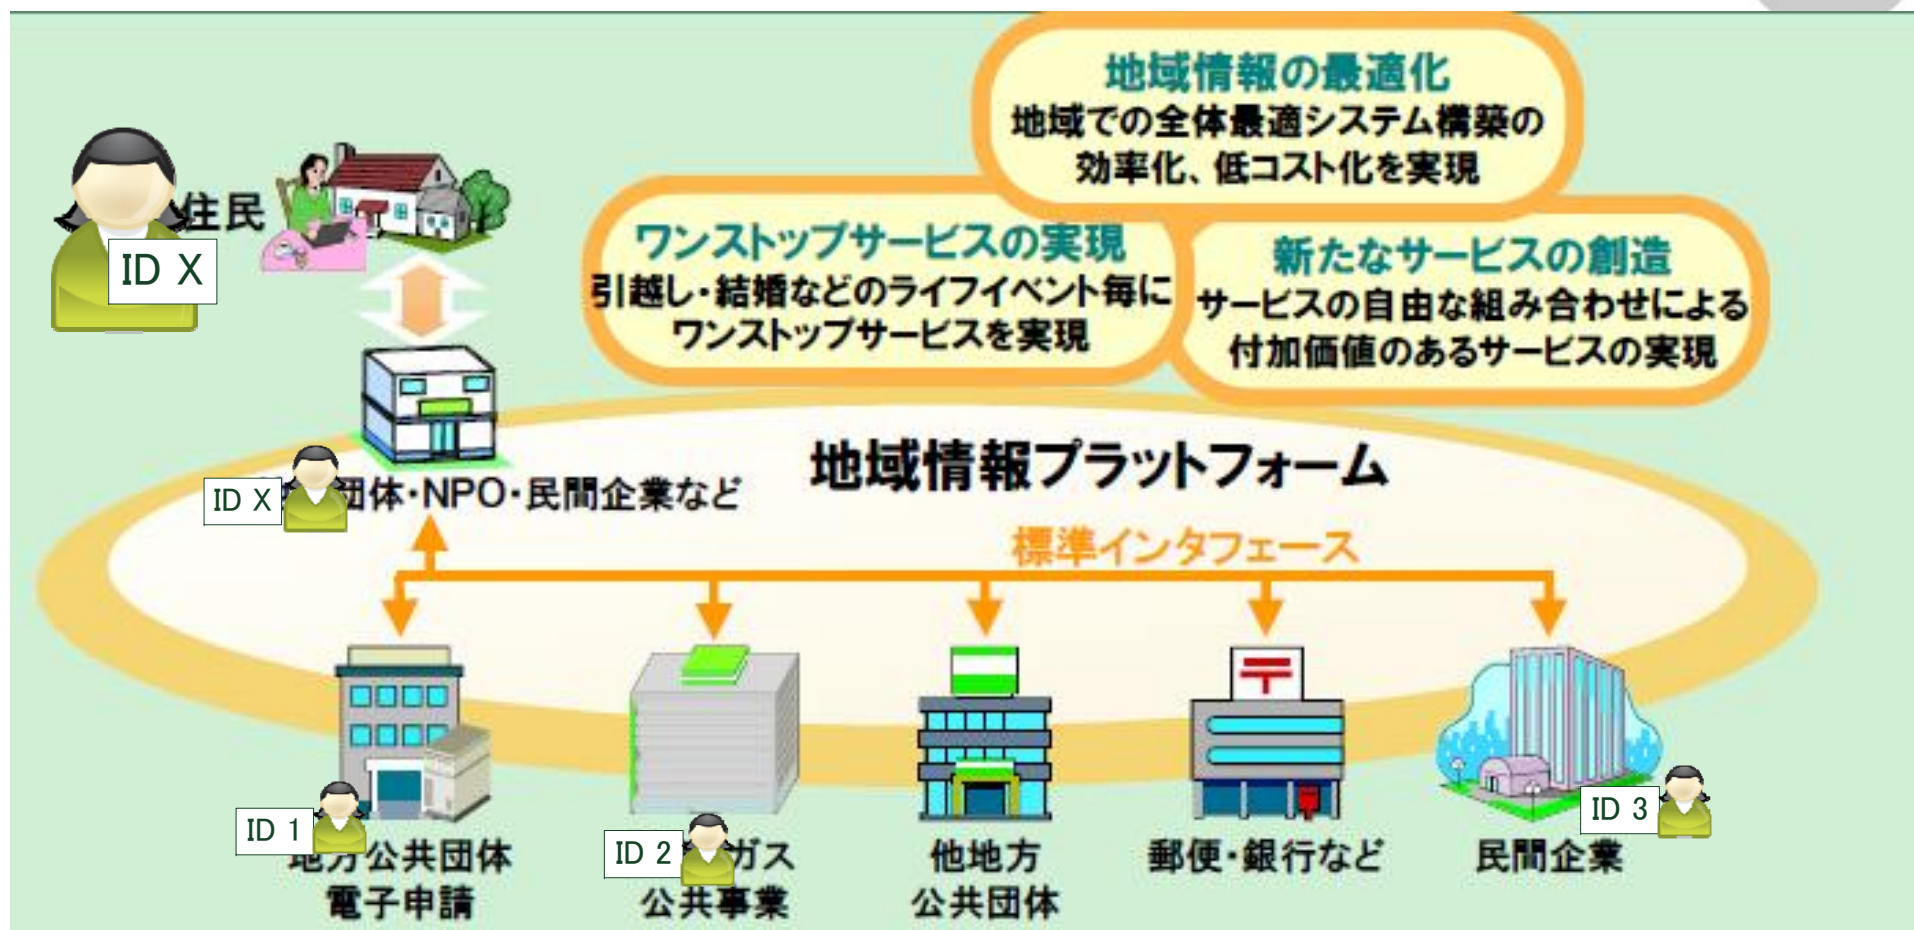 地域情報の最適化
地域での全体最適システム構築の
効率化、低コスト化を実現
住民
ID X
ワンストップサービスの実現
引越し・結婚などのライフイベント毎に
ワンストップサービスを実現
新たなサービスの創造
サービスの自由な組み合わせによる
付加価値のあるサービスの実現
地域情報プラットフォーム
ID X
団体・NPO・民間企業など
標準インタフェース
ID 1
地方公共団体
電子申請
ID 2
ガス
公共事業
他地方
公共団体
郵便・銀行など
ID 3
民間企業